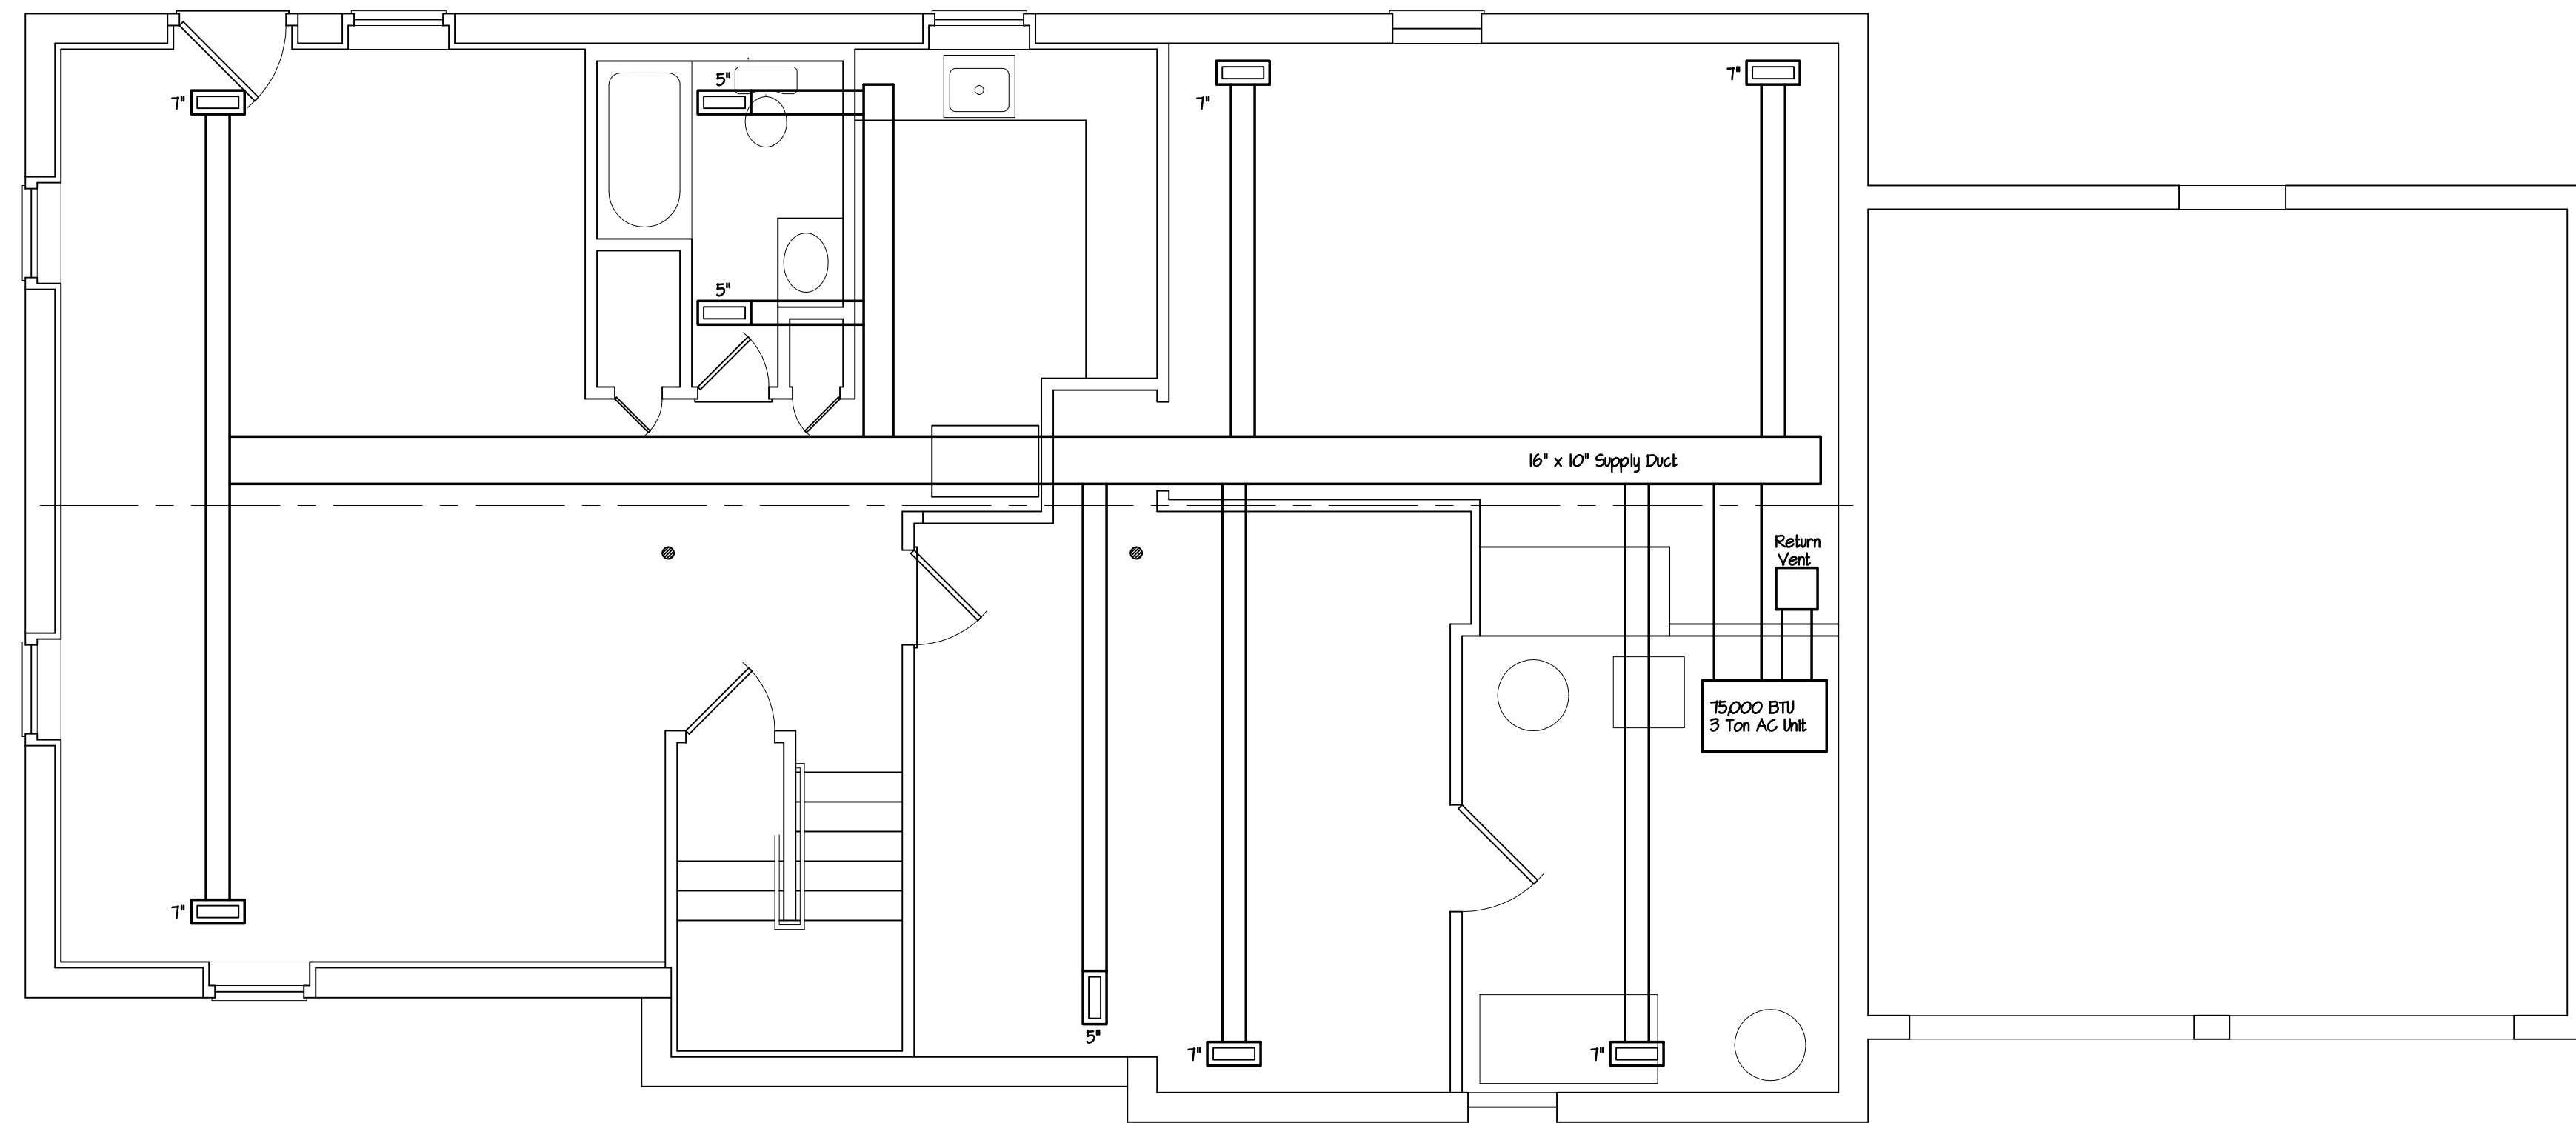 5"
7"
7"
7"
5"
16" x 10" Supply Duct
Return
Vent
75,000 BTU
3 Ton AC Unit
7"
5"
7"
7"